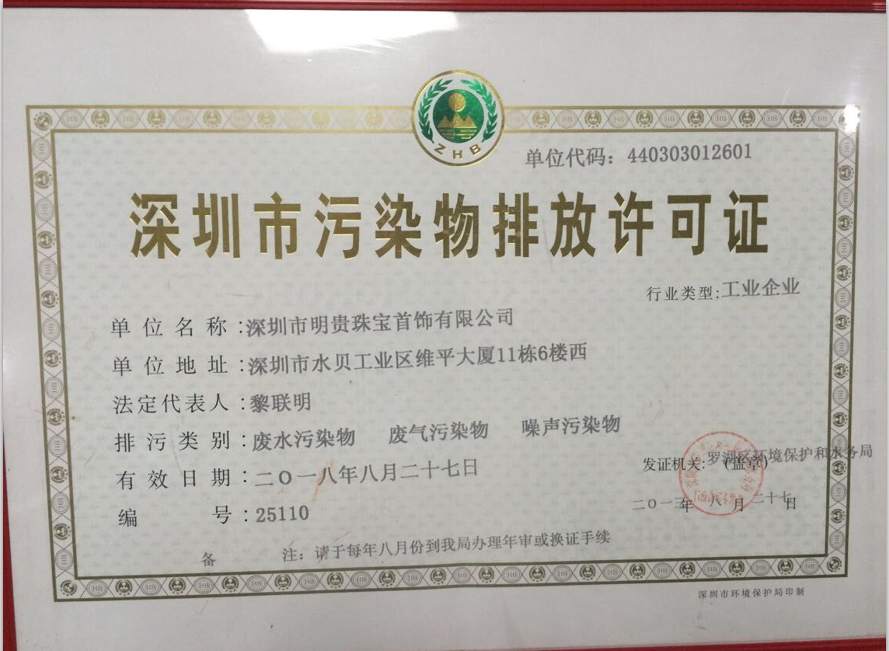 ZHB
单位代码：440303012601
深圳市污染物排放许可证
行业类型:工业企业
单位名称:深圳市明贵珠宝首饰有限公司
单位地址:深圳市水贝工业区维平大厦11栋6楼西
法定代表人:黎联明
排污类别:废水污染物 废气污染物 噪声污染物
有效日期:二〇一八年八月二十七日
编号:25110
发证机关:罗湖区环境保护和水务局
(盖章)
二〇一三年八月二十七日
备注：请于每年八月份到我局办理年审或换证手续
深圳市环境保护局印制